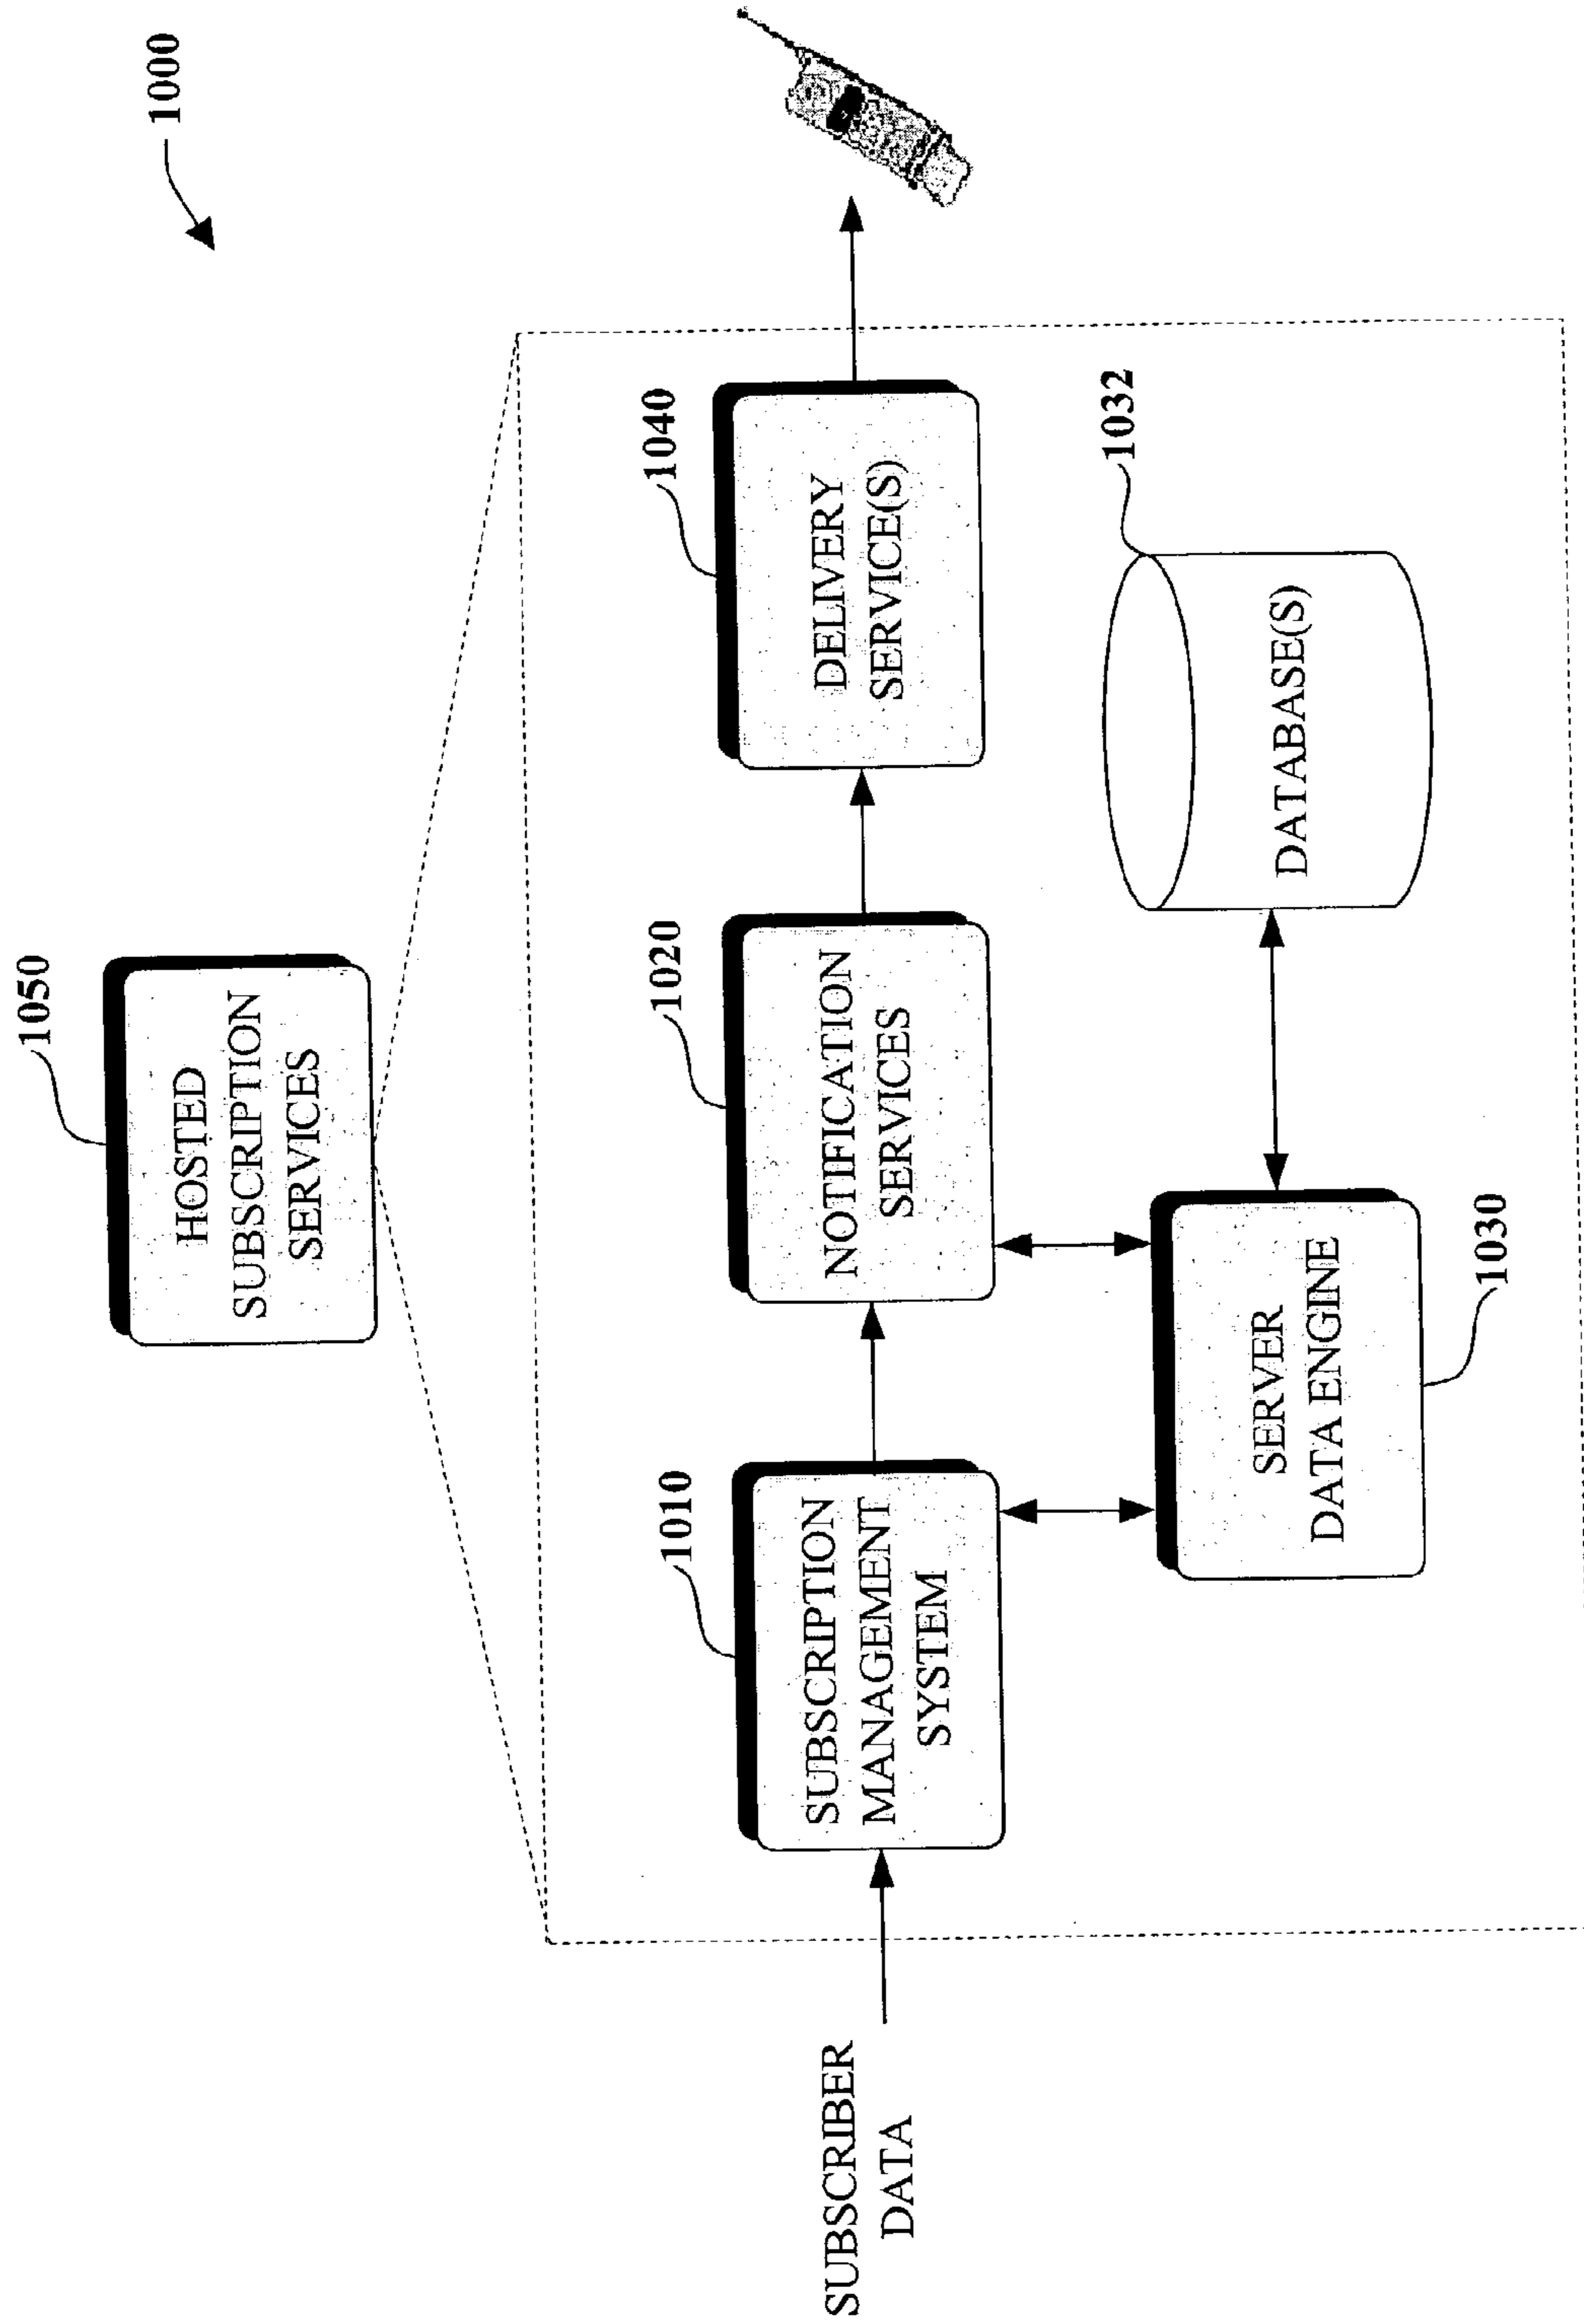 1000
1050
HOSTED
SUBSCRIPTION
SERVICES
1010
SUBSCRIPTION
MANAGEMENT
SYSTEM
1020
NOTIFICATION
SERVICES
1040
DELIVERY
SERVICE(S)
SUBSCRIBER
DATA
SERVER
DATA ENGINE
1030
1032
DATABASE(S)